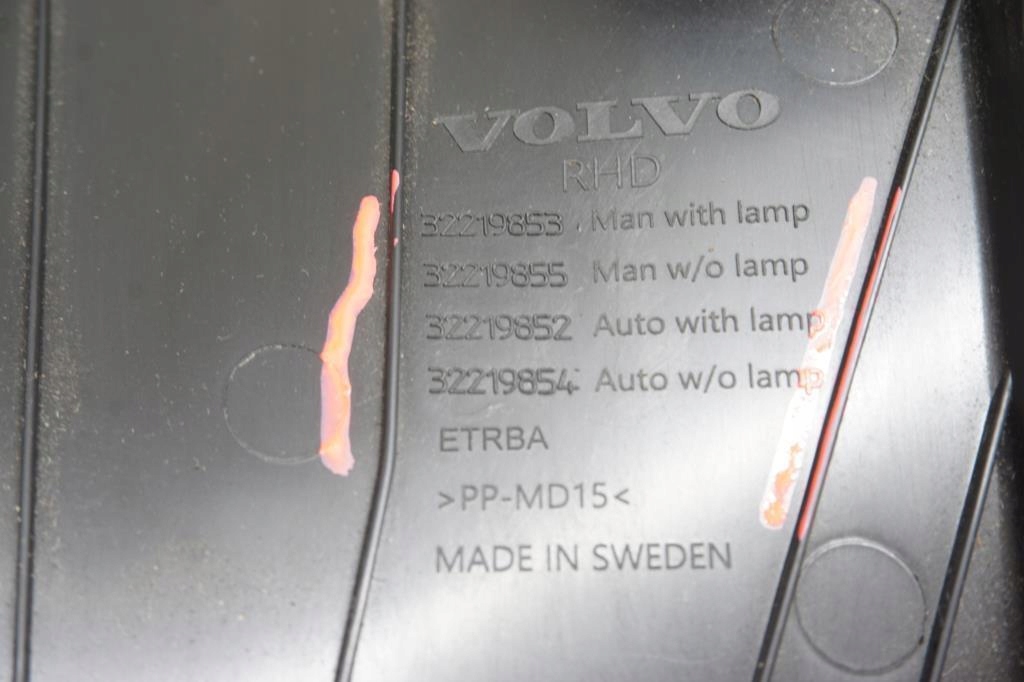 VOLVO
RHD
32219853 Man with lamp
32219855 Man w/o lamp
32219852 Auto with lamp
32219854 Auto w/o lamp
ETRBA
>PP-MD15<
MADE IN SWEDEN